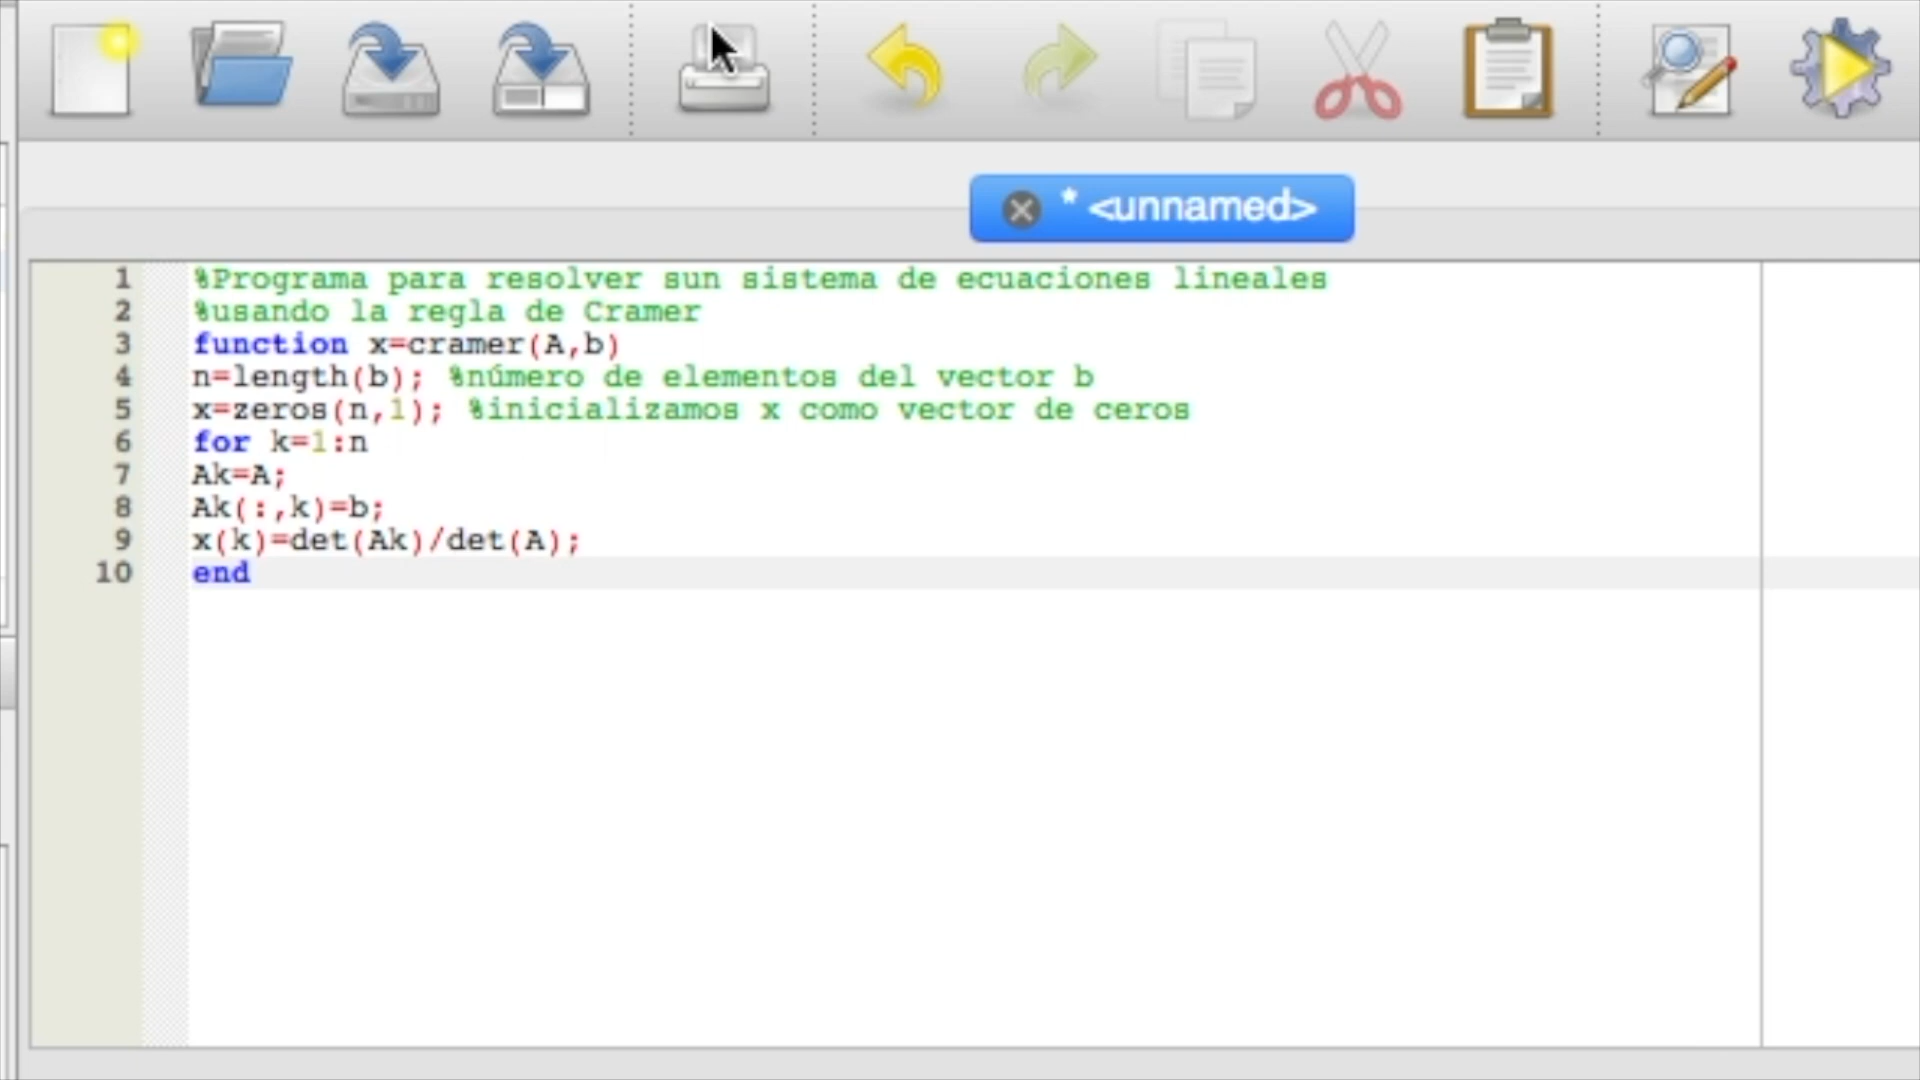 * <unnamed>
1 %Programa para resolver sun sistema de ecuaciones lineales
2 %usando la regla de Cramer
3 function x=cramer(A,b)
4 n=length(b); %número de elementos del vector b
5 x=zeros(n,1); %inicializamos x como vector de ceros
6 for k=1:n
7 Ak=A;
8 Ak(:,k)=b;
9 x(k)=det(Ak)/det(A);
10 end